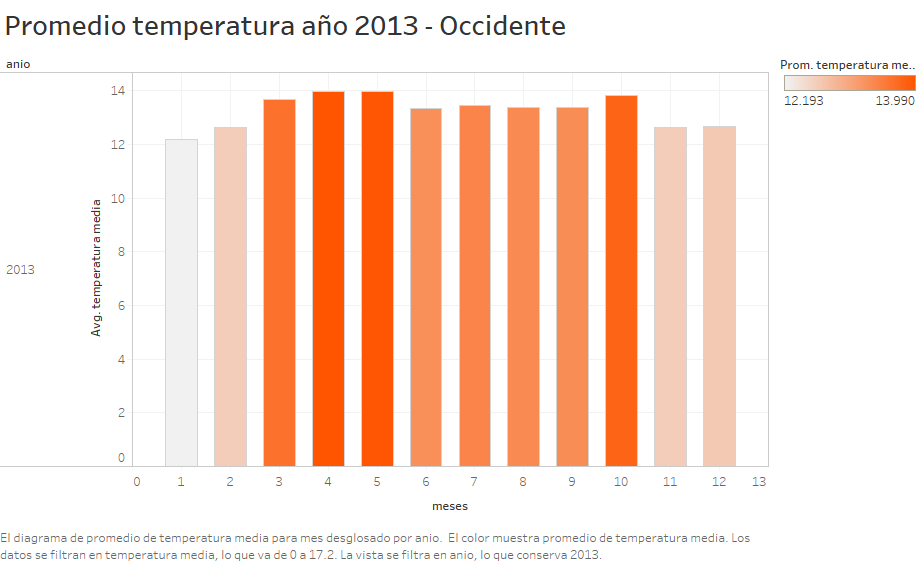 Promedio temperatura año 2013 - Occidente
anio
Prom. temperatura me..
12.193 13.990
14
12
10
8
6
4
2
0
Avg. temperatura media
2013
0 1 2 3 4 5 6 7 8 9 10 11 12 13
meses
El diagrama de promedio de temperatura media para mes desglosado por anio. El color muestra promedio de temperatura media. Los
datos se filtran en temperatura media, lo que va de 0 a 17.2. La vista se filtra en anio, lo que conserva 2013.